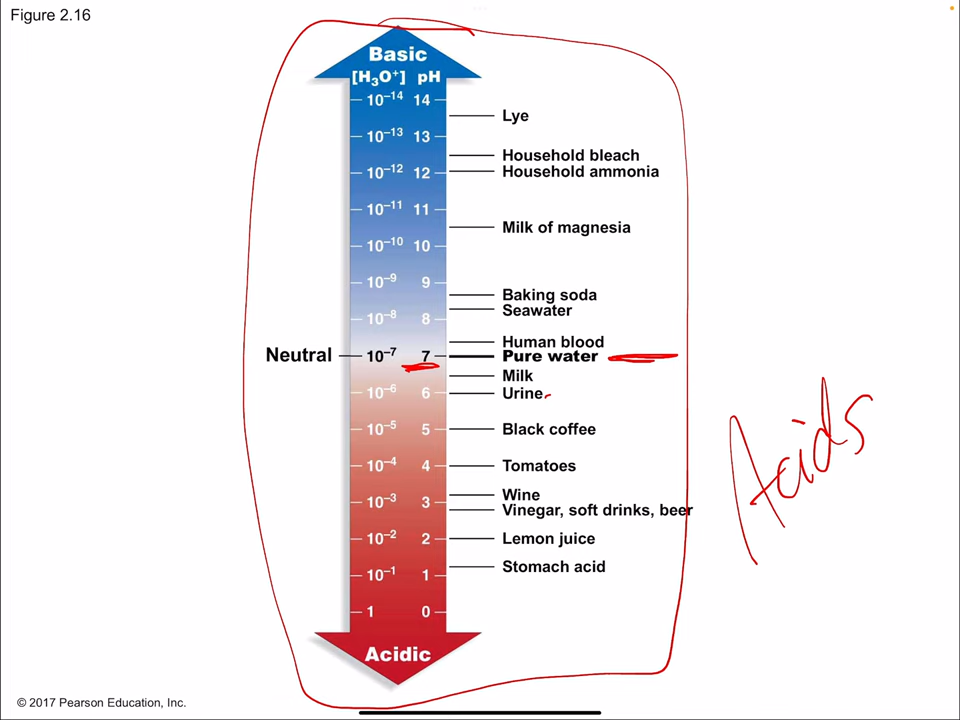 Figure 2.16
Basic
[H₃O⁺] pH
10⁻¹⁴ 14
Lye
10⁻¹³ 13
Household bleach
10⁻¹² 12
Household ammonia
10⁻¹¹ 11
Milk of magnesia
10⁻¹⁰ 10
10⁻⁹ 9
Baking soda
Seawater
10⁻⁸ 8
Human blood
Neutral 10⁻⁷ 7 Pure water
Milk
10⁻⁶ 6 Urine
Acids
10⁻⁵ 5 Black coffee
10⁻⁴ 4 Tomatoes
Wine
10⁻³ 3
Vinegar, soft drinks, beer
10⁻² 2 Lemon juice
Stomach acid
10⁻¹ 1
1 0
Acidic
© 2017 Pearson Education, Inc.